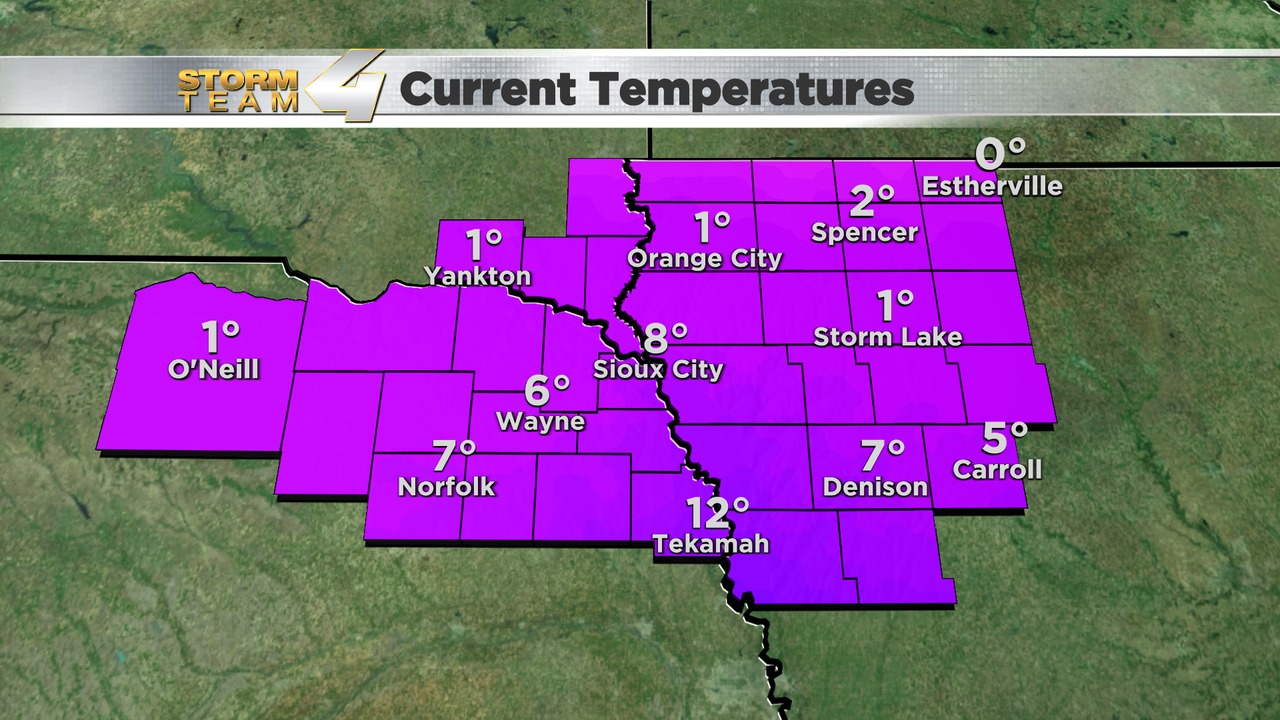 STORM
TEAM
4
Current Temperatures
0°
Estherville
2°
Spencer
1°
Orange City
1°
Yankton
1°
Storm Lake
1°
O'Neill
8°
Sioux City
6°
Wayne
7°
Norfolk
7°
Denison
5°
Carroll
12°
Tekamah